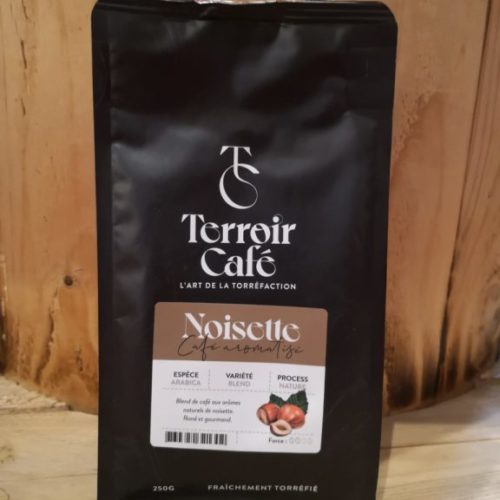 TC
Terroir
Café
L'ART DE LA TORRÉFACTION
Noisette
Café aromatisé
ESPÉCE VARIÉTÉ PROCESS
ARABICA BLEND NATURE
Blend de café aux arômes
naturels de noisette.
Rond et gourmand.
Force :
250G FRAÎCHEMENT TORRÉFIÉ